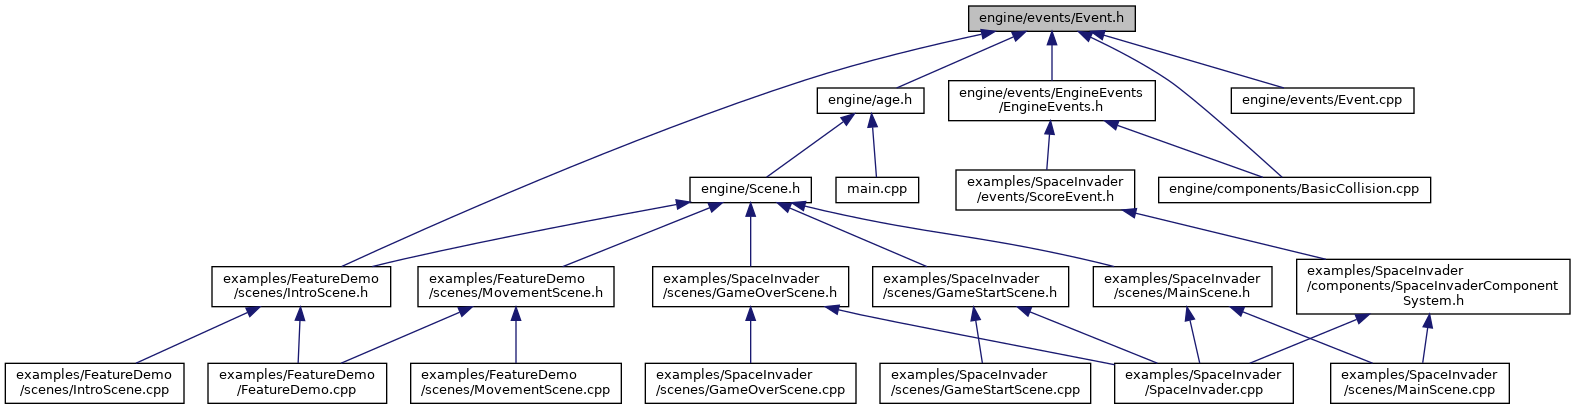 engine/events/Event.h
engine/age.h
engine/events/EngineEvents
/EngineEvents.h
engine/events/Event.cpp
engine/Scene.h
main.cpp
examples/SpaceInvader
/events/ScoreEvent.h
engine/components/BasicCollision.cpp
examples/FeatureDemo
/scenes/IntroScene.h
examples/FeatureDemo
/scenes/MovementScene.h
examples/SpaceInvader
/scenes/GameOverScene.h
examples/SpaceInvader
/scenes/GameStartScene.h
examples/SpaceInvader
/scenes/MainScene.h
examples/SpaceInvader
/components/SpaceInvaderComponent
System.h
examples/FeatureDemo
/scenes/IntroScene.cpp
examples/FeatureDemo
/FeatureDemo.cpp
examples/FeatureDemo
/scenes/MovementScene.cpp
examples/SpaceInvader
/scenes/GameOverScene.cpp
examples/SpaceInvader
/scenes/GameStartScene.cpp
examples/SpaceInvader
/SpaceInvader.cpp
examples/SpaceInvader
/scenes/MainScene.cpp